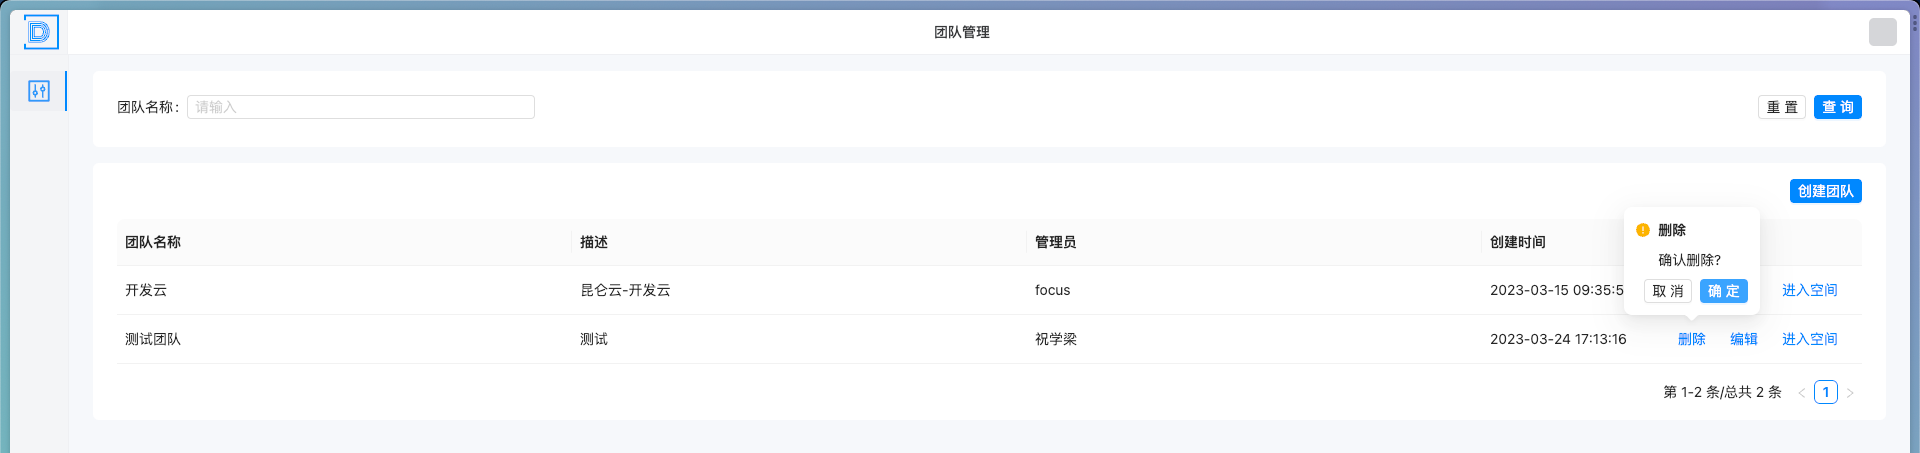 团队管理
团队名称: 请输入 重 置 查 询
创建团队
团队名称 描述 管理员 创建时间
删除
确认删除?
取 消 确 定
开发云 昆仑云-开发云 focus 2023-03-15 09:35:5 进入空间
测试团队 测试 祝学梁 2023-03-24 17:13:16 删除 编辑 进入空间
第 1-2 条/总共 2 条 < 1 >